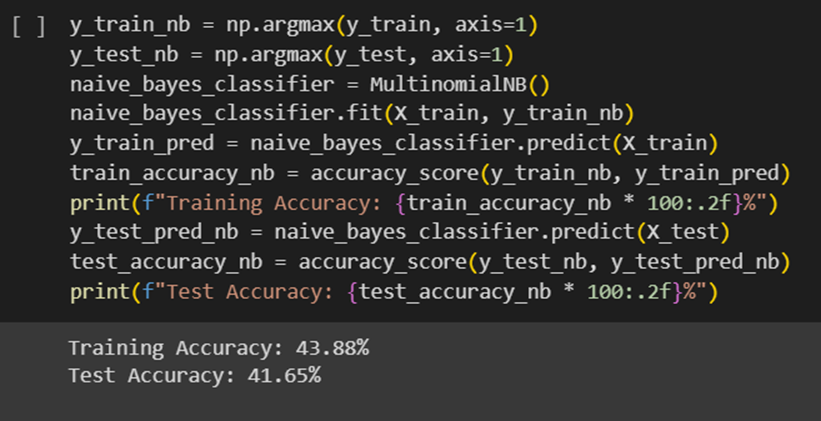 [ ] y_train_nb = np.argmax(y_train, axis=1)
y_test_nb = np.argmax(y_test, axis=1)
naive_bayes_classifier = MultinomialNB()
naive_bayes_classifier.fit(X_train, y_train_nb)
y_train_pred = naive_bayes_classifier.predict(X_train)
train_accuracy_nb = accuracy_score(y_train_nb, y_train_pred)
print(f"Training Accuracy: {train_accuracy_nb * 100:.2f}%")
y_test_pred_nb = naive_bayes_classifier.predict(X_test)
test_accuracy_nb = accuracy_score(y_test_nb, y_test_pred_nb)
print(f"Test Accuracy: {test_accuracy_nb * 100:.2f}%")
Training Accuracy: 43.88%
Test Accuracy: 41.65%